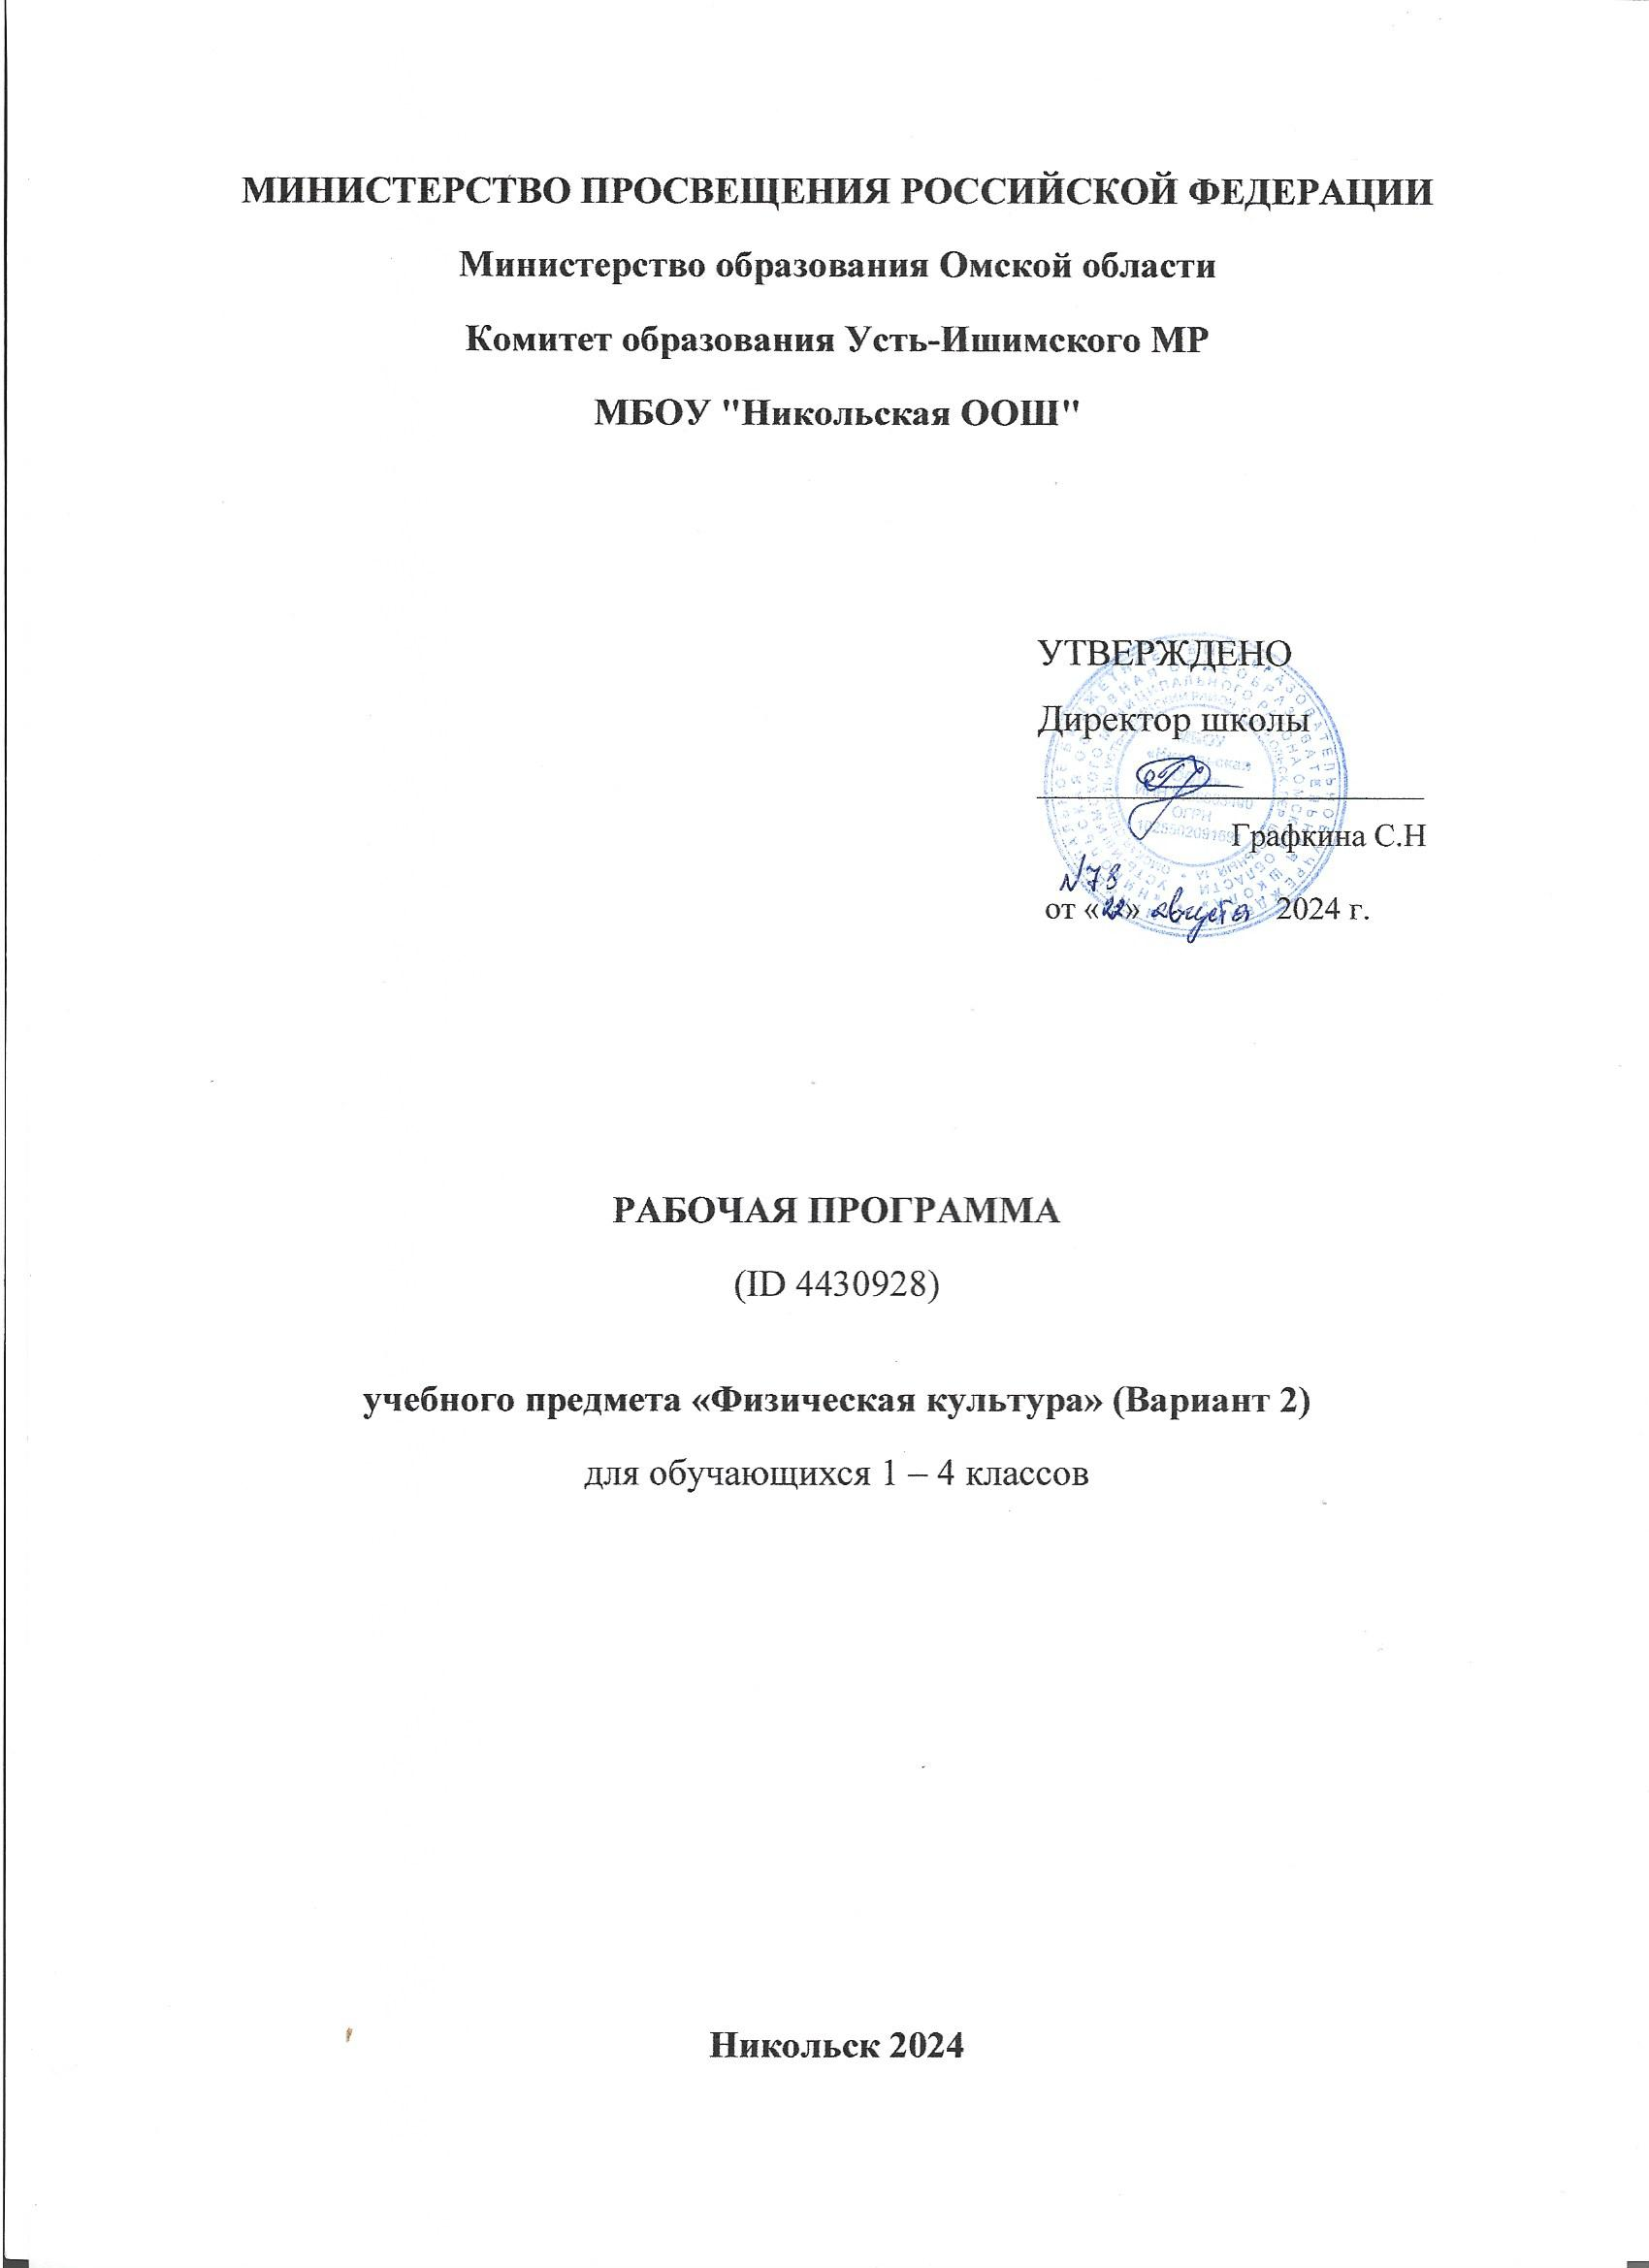 МИНИСТЕРСТВО ПРОСВЕЩЕНИЯ РОССИЙСКОЙ ФЕДЕРАЦИИ
Министерство образования Омской области
Комитет образования Усть-Ишимского МР
МБОУ "Никольская ООШ"
УТВЕРЖДЕНО
Директор школы
Графкина С.Н
от «22» августа 2024 г.
РАБОЧАЯ ПРОГРАММА
(ID 4430928)
учебного предмета «Физическая культура» (Вариант 2)
для обучающихся 1 – 4 классов
Никольск 2024